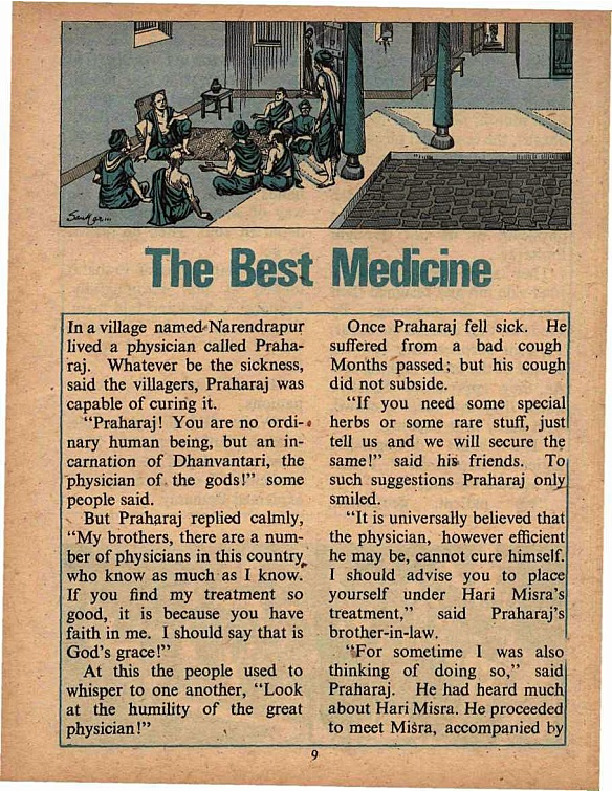 Sankar...
The Best Medicine
In a village named Narendrapur
lived a physician called Praha-
raj. Whatever be the sickness,
said the villagers, Praharaj was
capable of curing it.
"Praharaj! You are no ordi-
nary human being, but an in-
carnation of Dhanvantari, the
physician of the gods!" some
people said.
But Praharaj replied calmly,
"My brothers, there are a num-
ber of physicians in this country
who know as much as I know.
If you find my treatment so
good, it is because you have
faith in me. I should say that is
God's grace!"
At this the people used to
whisper to one another, "Look
at the humility of the great
physician!"
Once Praharaj fell sick. He
suffered from a bad cough
Months passed; but his cough
did not subside.
"If you need some special
herbs or some rare stuff, just
tell us and we will secure the
same!" said his friends. To
such suggestions Praharaj only
smiled.
"It is universally believed that
the physician, however efficient
he may be, cannot cure himself.
I should advise you to place
yourself under Hari Misra's
treatment," said Praharaj's
brother-in-law.
"For sometime I was also
thinking of doing so," said
Praharaj. He had heard much
about Hari Misra. He proceeded
to meet Misra, accompanied by
9